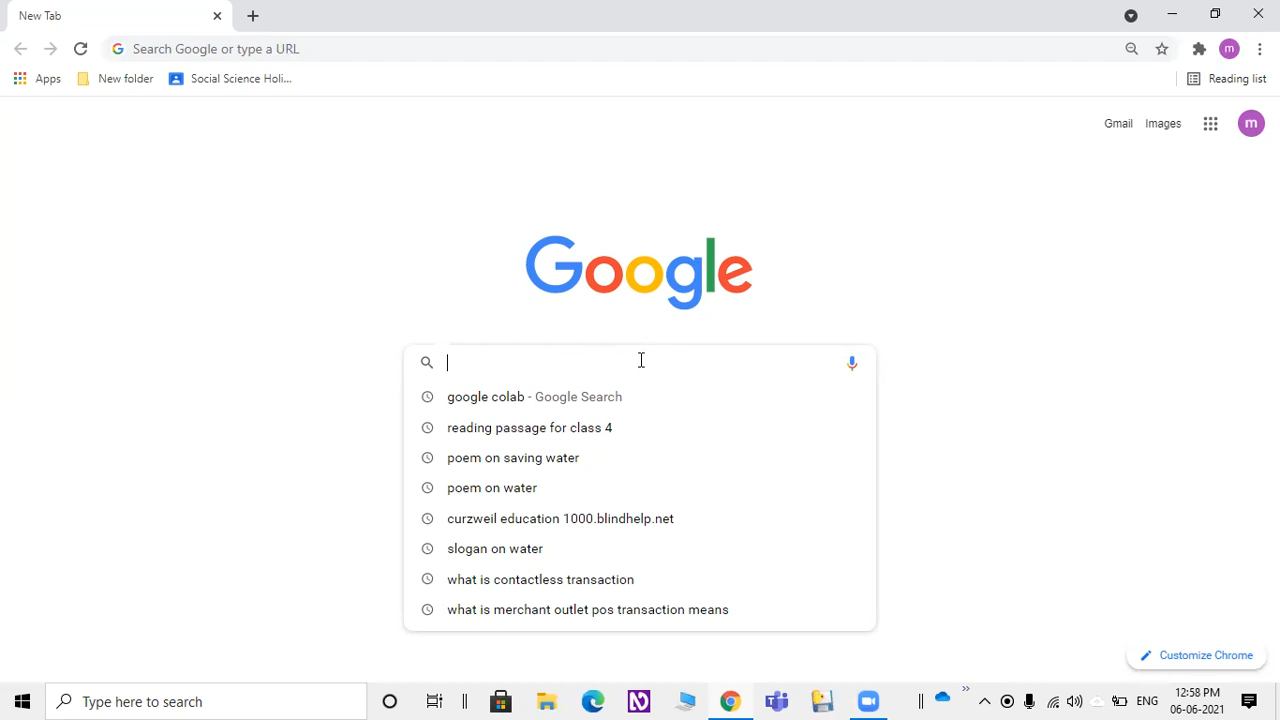 New Tab
Search Google or type a URL
Apps
New folder
Social Science Holi...
Reading list
Gmail
Images
m
m
Google
google colab - Google Search
reading passage for class 4
poem on saving water
poem on water
curzweil education 1000.blindhelp.net
slogan on water
what is contactless transaction
what is merchant outlet pos transaction means
Customize Chrome
Type here to search
ENG
12:58 PM
06-06-2021